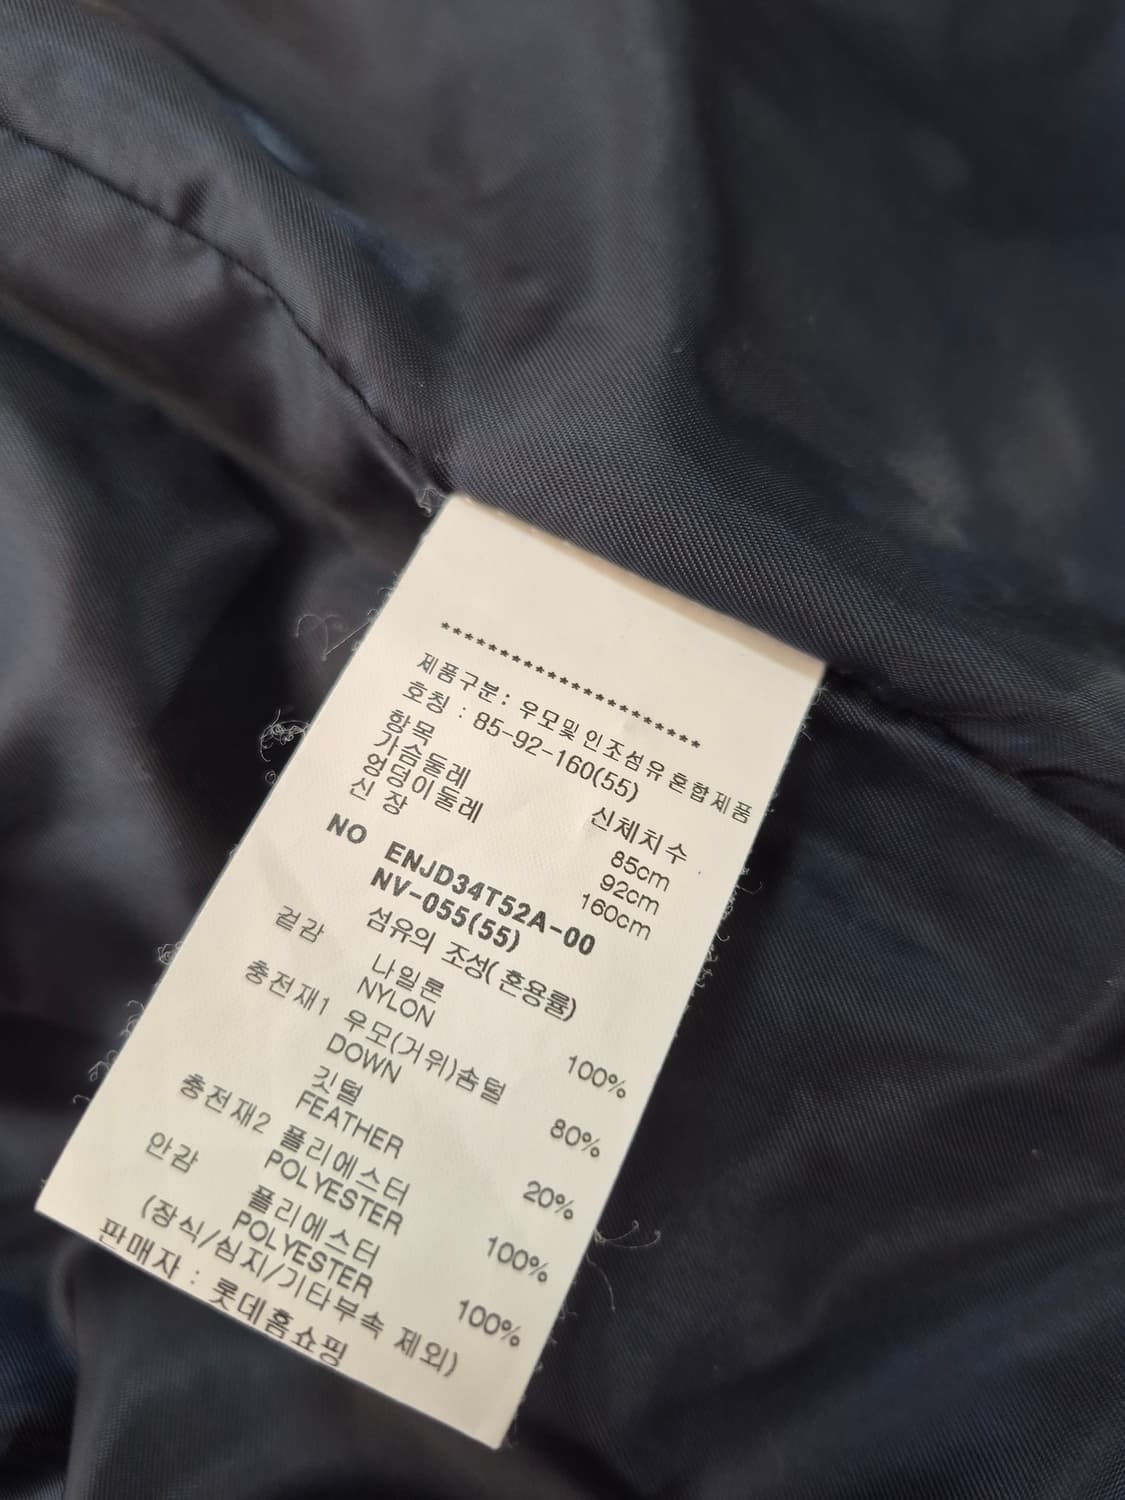 **********************
제품구분: 우모및 인조섬유 혼합제품
호칭 : 85-92-160(55)
항목 신체치수
가슴둘레 85cm
엉덩이둘레 92cm
신 장 160cm
NO ENJD34T52A-00
NV-055(55)
섬유의 조성(혼용률)
겉감 나일론
NYLON 100%
충전재1 우모(거위)솜털
DOWN 80%
깃털
FEATHER 20%
충전재2 폴리에스터
POLYESTER 100%
안감 폴리에스터
POLYESTER 100%
(장식/심지/기타부속 제외)
판매자 : 롯데홈쇼핑